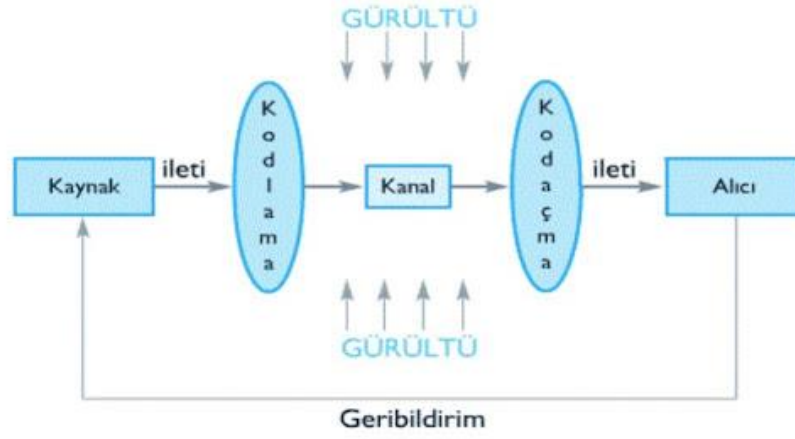 GÜRÜLTÜ
Kaynak
ileti
Kodlama
Kanal
Kodaçma
ileti
Alıcı
GÜRÜLTÜ
Geribildirim